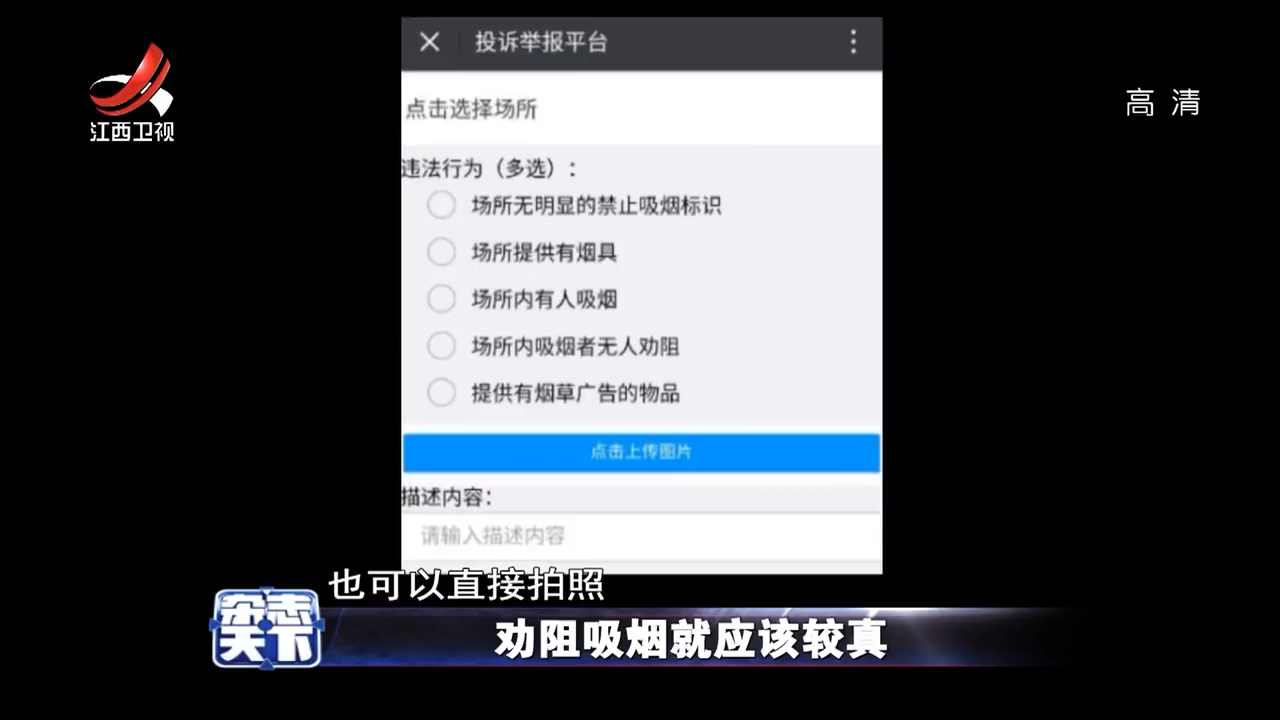 投诉举报平台
江西卫视
高清
点击选择场所
违法行为（多选）：
场所无明显的禁止吸烟标识
场所提供有烟具
场所内有人吸烟
场所内吸烟者无人劝阻
提供有烟草广告的物品
点击上传图片
描述内容：
请输入描述内容
也可以直接拍照
杂志
天下
劝阻吸烟就应该较真